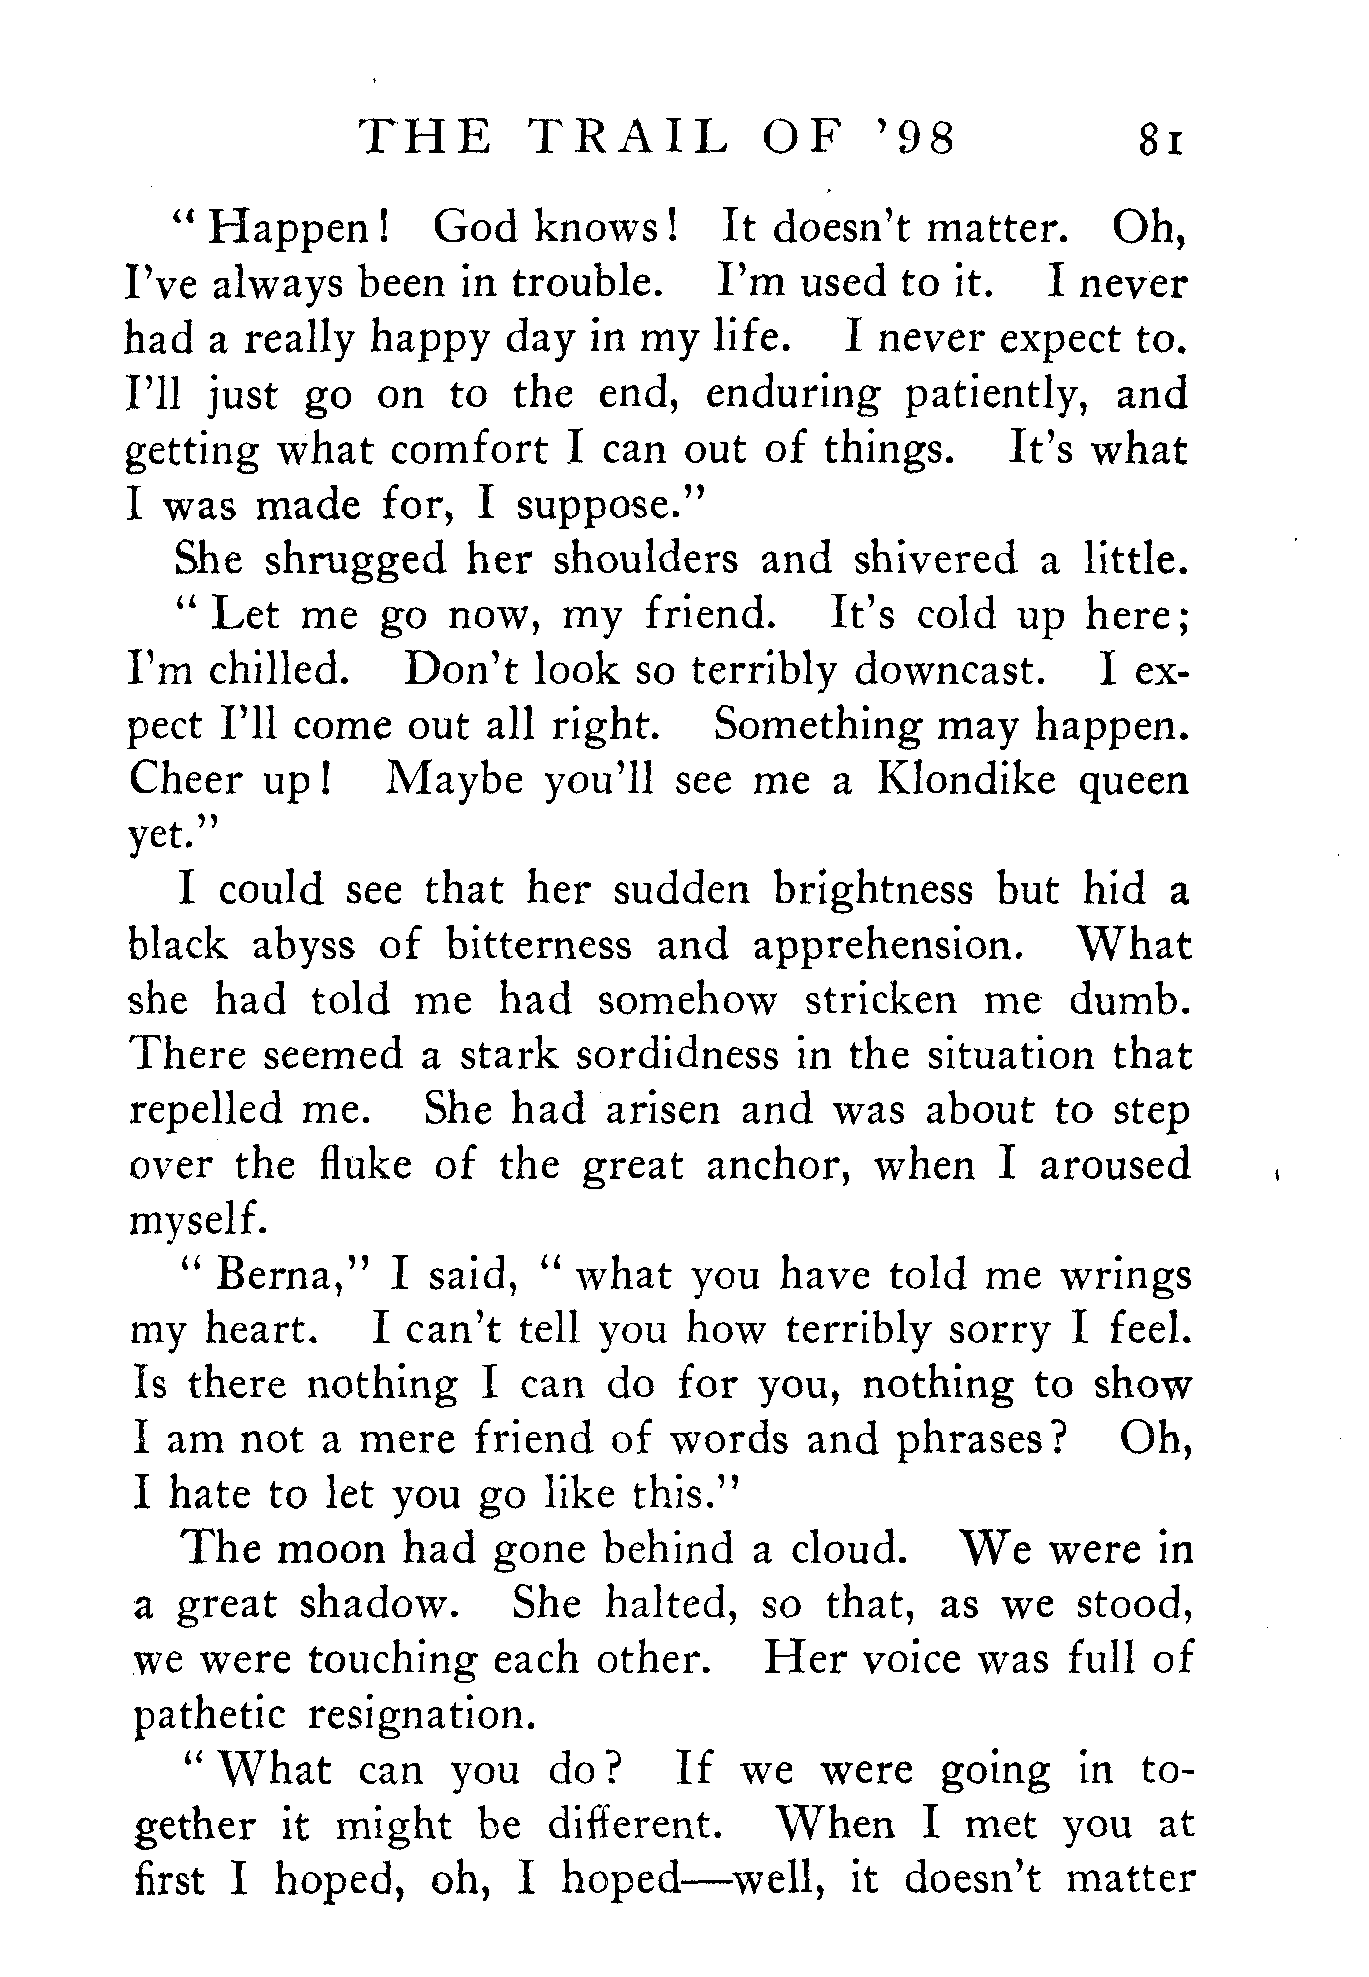 THE TRAIL OF '98 81
" Happen! God knows! It doesn't matter. Oh,
I've always been in trouble. I'm used to it. I never
had a really happy day in my life. I never expect to.
I'll just go on to the end, enduring patiently, and
getting what comfort I can out of things. It's what
I was made for, I suppose."
She shrugged her shoulders and shivered a little.
" Let me go now, my friend. It's cold up here;
I'm chilled. Don't look so terribly downcast. I ex-
pect I'll come out all right. Something may happen.
Cheer up! Maybe you'll see me a Klondike queen
yet."
I could see that her sudden brightness but hid a
black abyss of bitterness and apprehension. What
she had told me had somehow stricken me dumb.
There seemed a stark sordidness in the situation that
repelled me. She had arisen and was about to step
over the fluke of the great anchor, when I aroused
myself.
" Berna," I said, " what you have told me wrings
my heart. I can't tell you how terribly sorry I feel.
Is there nothing I can do for you, nothing to show
I am not a mere friend of words and phrases? Oh,
I hate to let you go like this."
The moon had gone behind a cloud. We were in
a great shadow. She halted, so that, as we stood,
we were touching each other. Her voice was full of
pathetic resignation.
" What can you do? If we were going in to-
gether it might be different. When I met you at
first I hoped, oh, I hoped—well, it doesn't matter